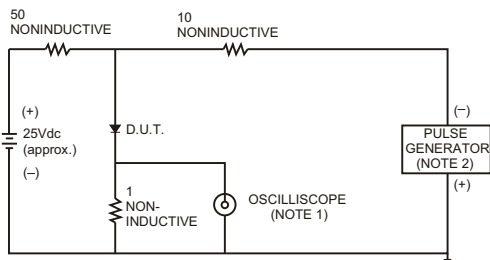 50
NONINDUCTIVE
10
NONINDUCTIVE
(+)
25Vdc
(approx.)
(–)
D.U.T.
1
NON-
INDUCTIVE
OSCILLISCOPE
(NOTE 1)
(–)
PULSE
GENERATOR
(NOTE 2)
(+)